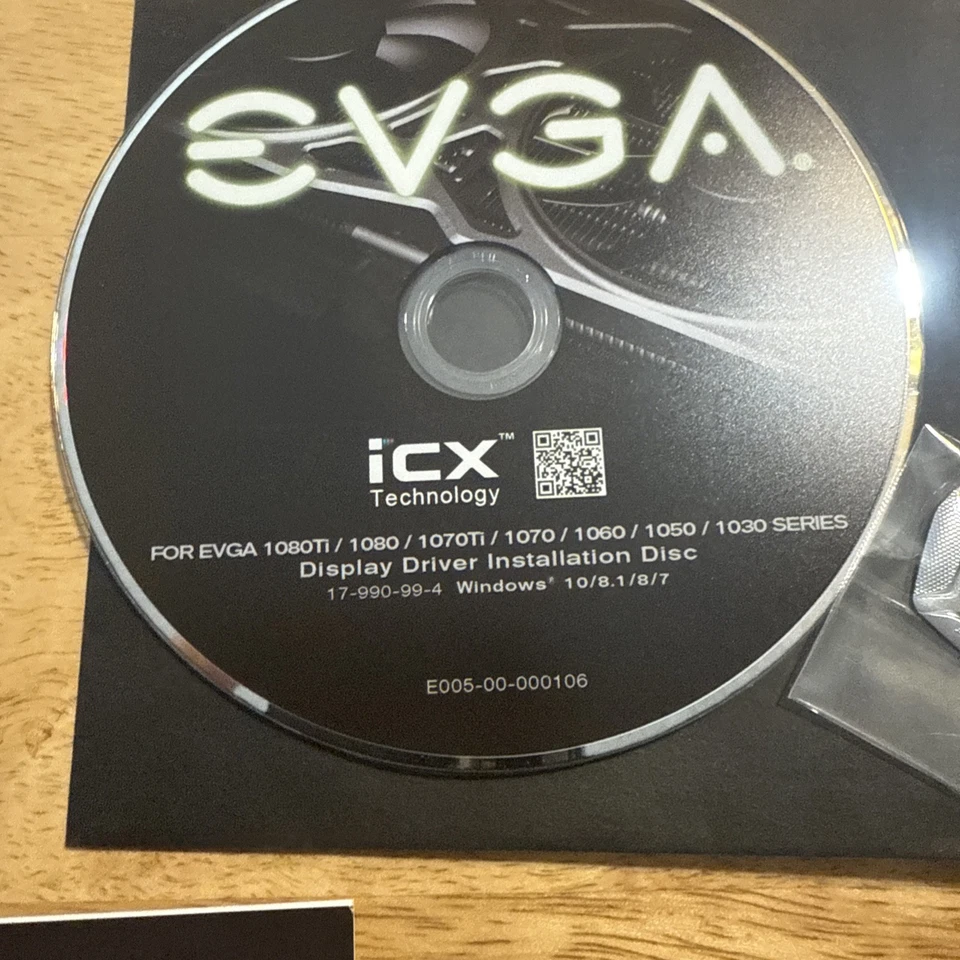 EVGA®
iCX™
Technology
FOR EVGA 1080Ti / 1080 / 1070Ti / 1070 / 1060 / 1050 / 1030 SERIES
Display Driver Installation Disc
17-990-99-4 Windows® 10/8.1/8/7
E005-00-000106